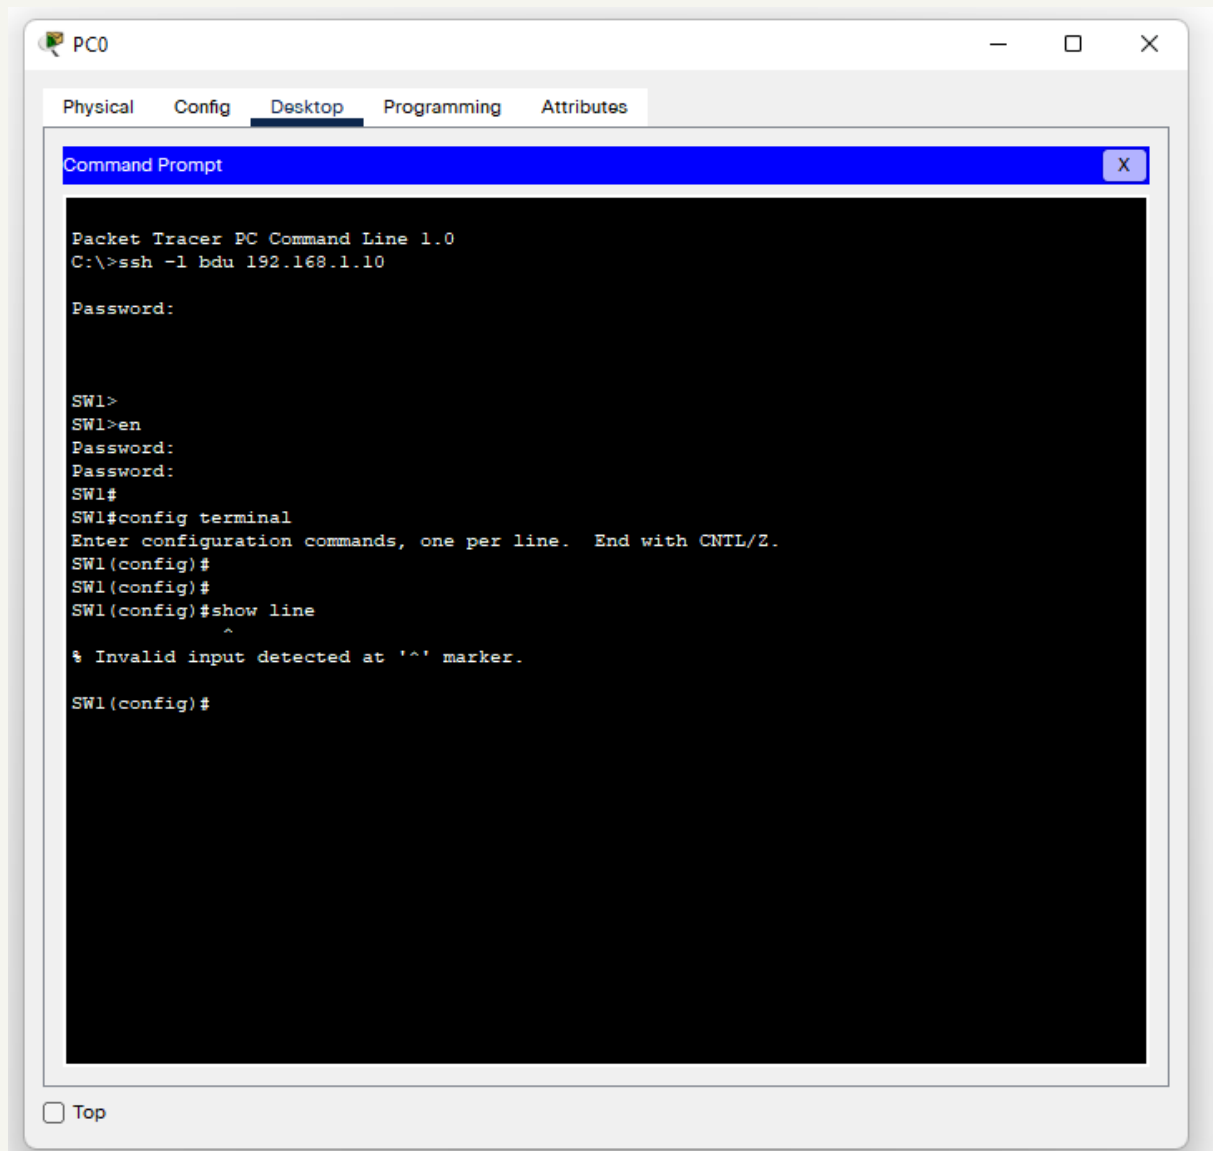 PC0
Physical Config Desktop Programming Attributes
Command Prompt X
Packet Tracer PC Command Line 1.0
C:\>ssh -l bdu 192.168.1.10
Password:
SW1>
SW1>en
Password:
Password:
SW1#
SW1#config terminal
Enter configuration commands, one per line.  End with CNTL/Z.
SW1(config)#
SW1(config)#
SW1(config)#show line
^
% Invalid input detected at '^' marker.
SW1(config)#
Top